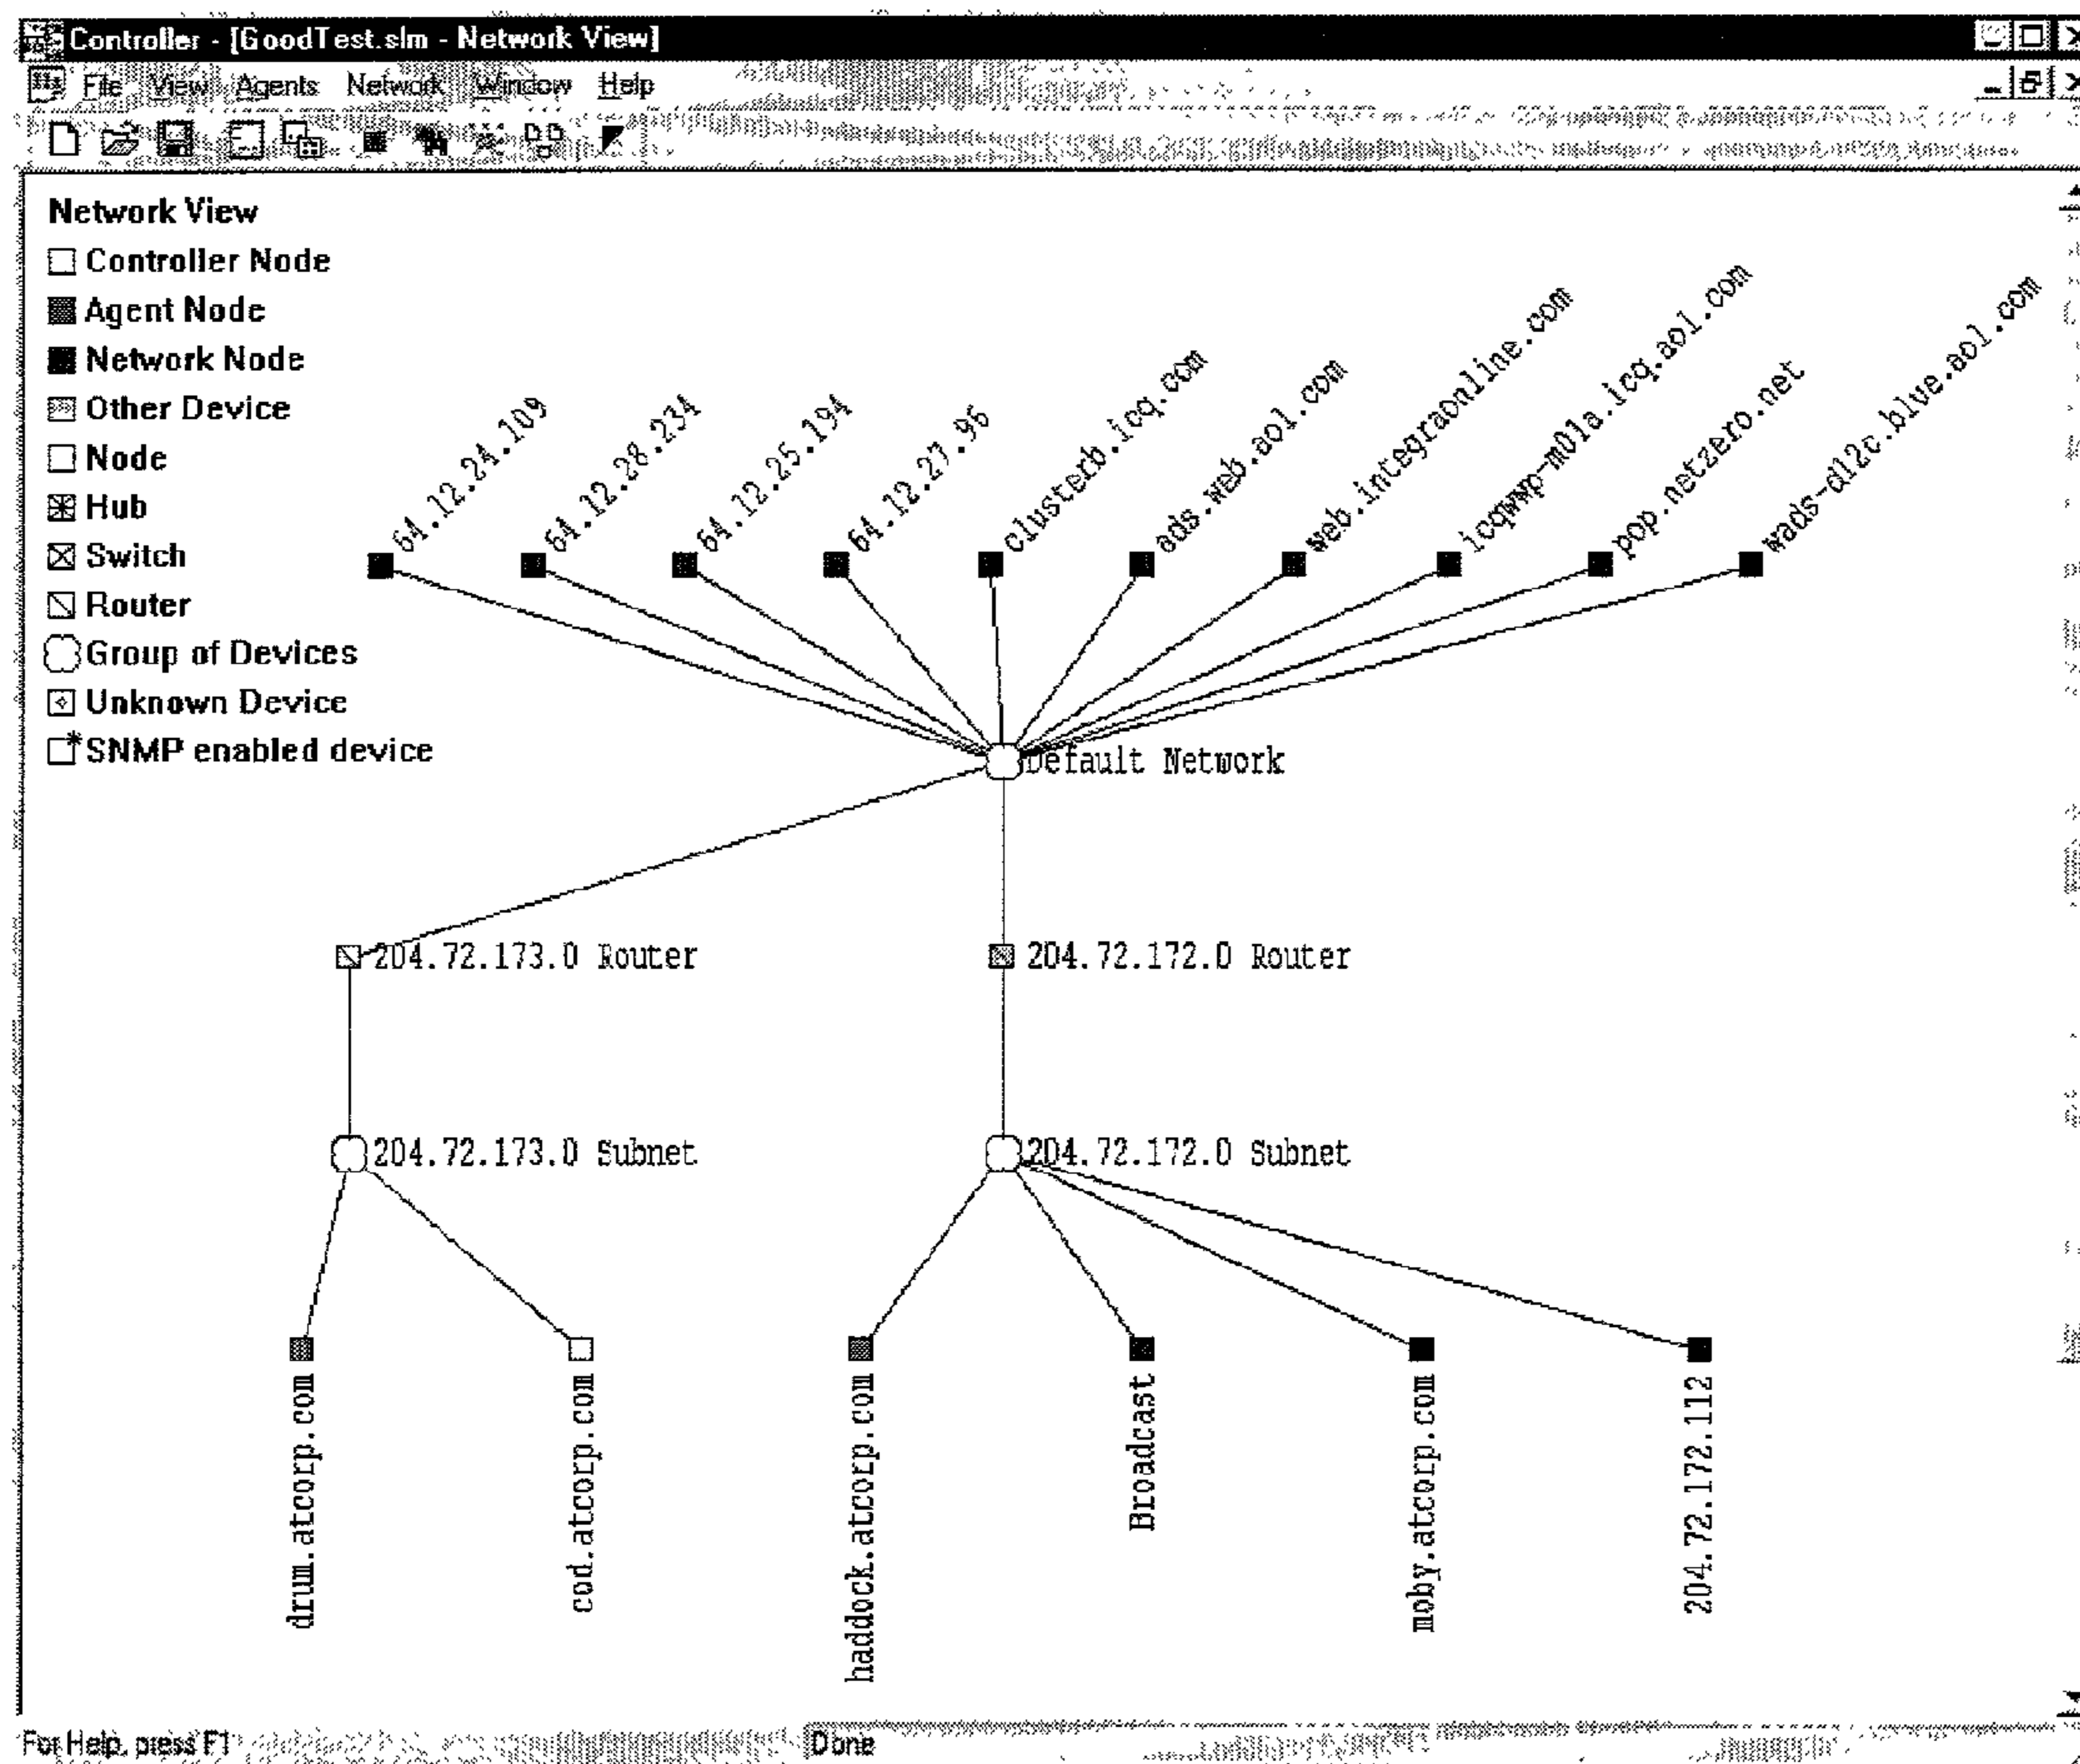 Controller - [GoodTest.slm - Network View]
File View Agents Network Window Help
Network View
Controller Node
Agent Node
Network Node
Other Device
Node
Hub
Switch
Router
Group of Devices
Unknown Device
SNMP enabled device
64.12.24.109
64.12.28.234
64.12.25.194
64.12.27.96
clusterb.icq.com
ads.web.aol.com
web.integraonline.com
icqwwp-m01a.icq.aol.com
pop.netzero.net
wads-d12c.blue.aol.com
Default Network
204.72.173.0 Router
204.72.172.0 Router
204.72.173.0 Subnet
204.72.172.0 Subnet
drum.atcorp.com
cod.atcorp.com
haddock.atcorp.com
Broadcast
moby.atcorp.com
204.72.172.112
For Help, press F1
Done